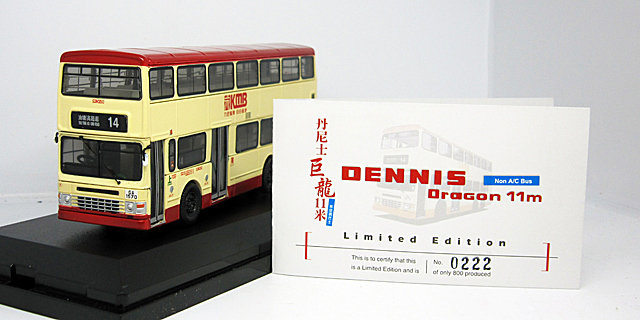 14
KMB
DENNIS
Dragon 11m
Non A/C Bus
丹尼士
巨龍
11米
Limited Edition
This is to certify that this
is a Limited Edition and is
No. 0222
of only 800 produced